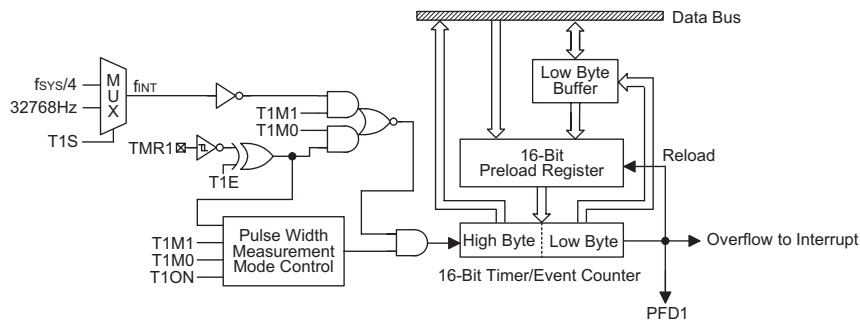 Data Bus
fSYS/4
32768Hz
MUX
fINT
T1S
T1M1
T1M0
TMR1
T1E
T1M1
T1M0
T1ON
Pulse Width
Measurement
Mode Control
Low Byte
Buffer
16-Bit
Preload Register
Reload
High Byte
Low Byte
Overflow to Interrupt
16-Bit Timer/Event Counter
PFD1